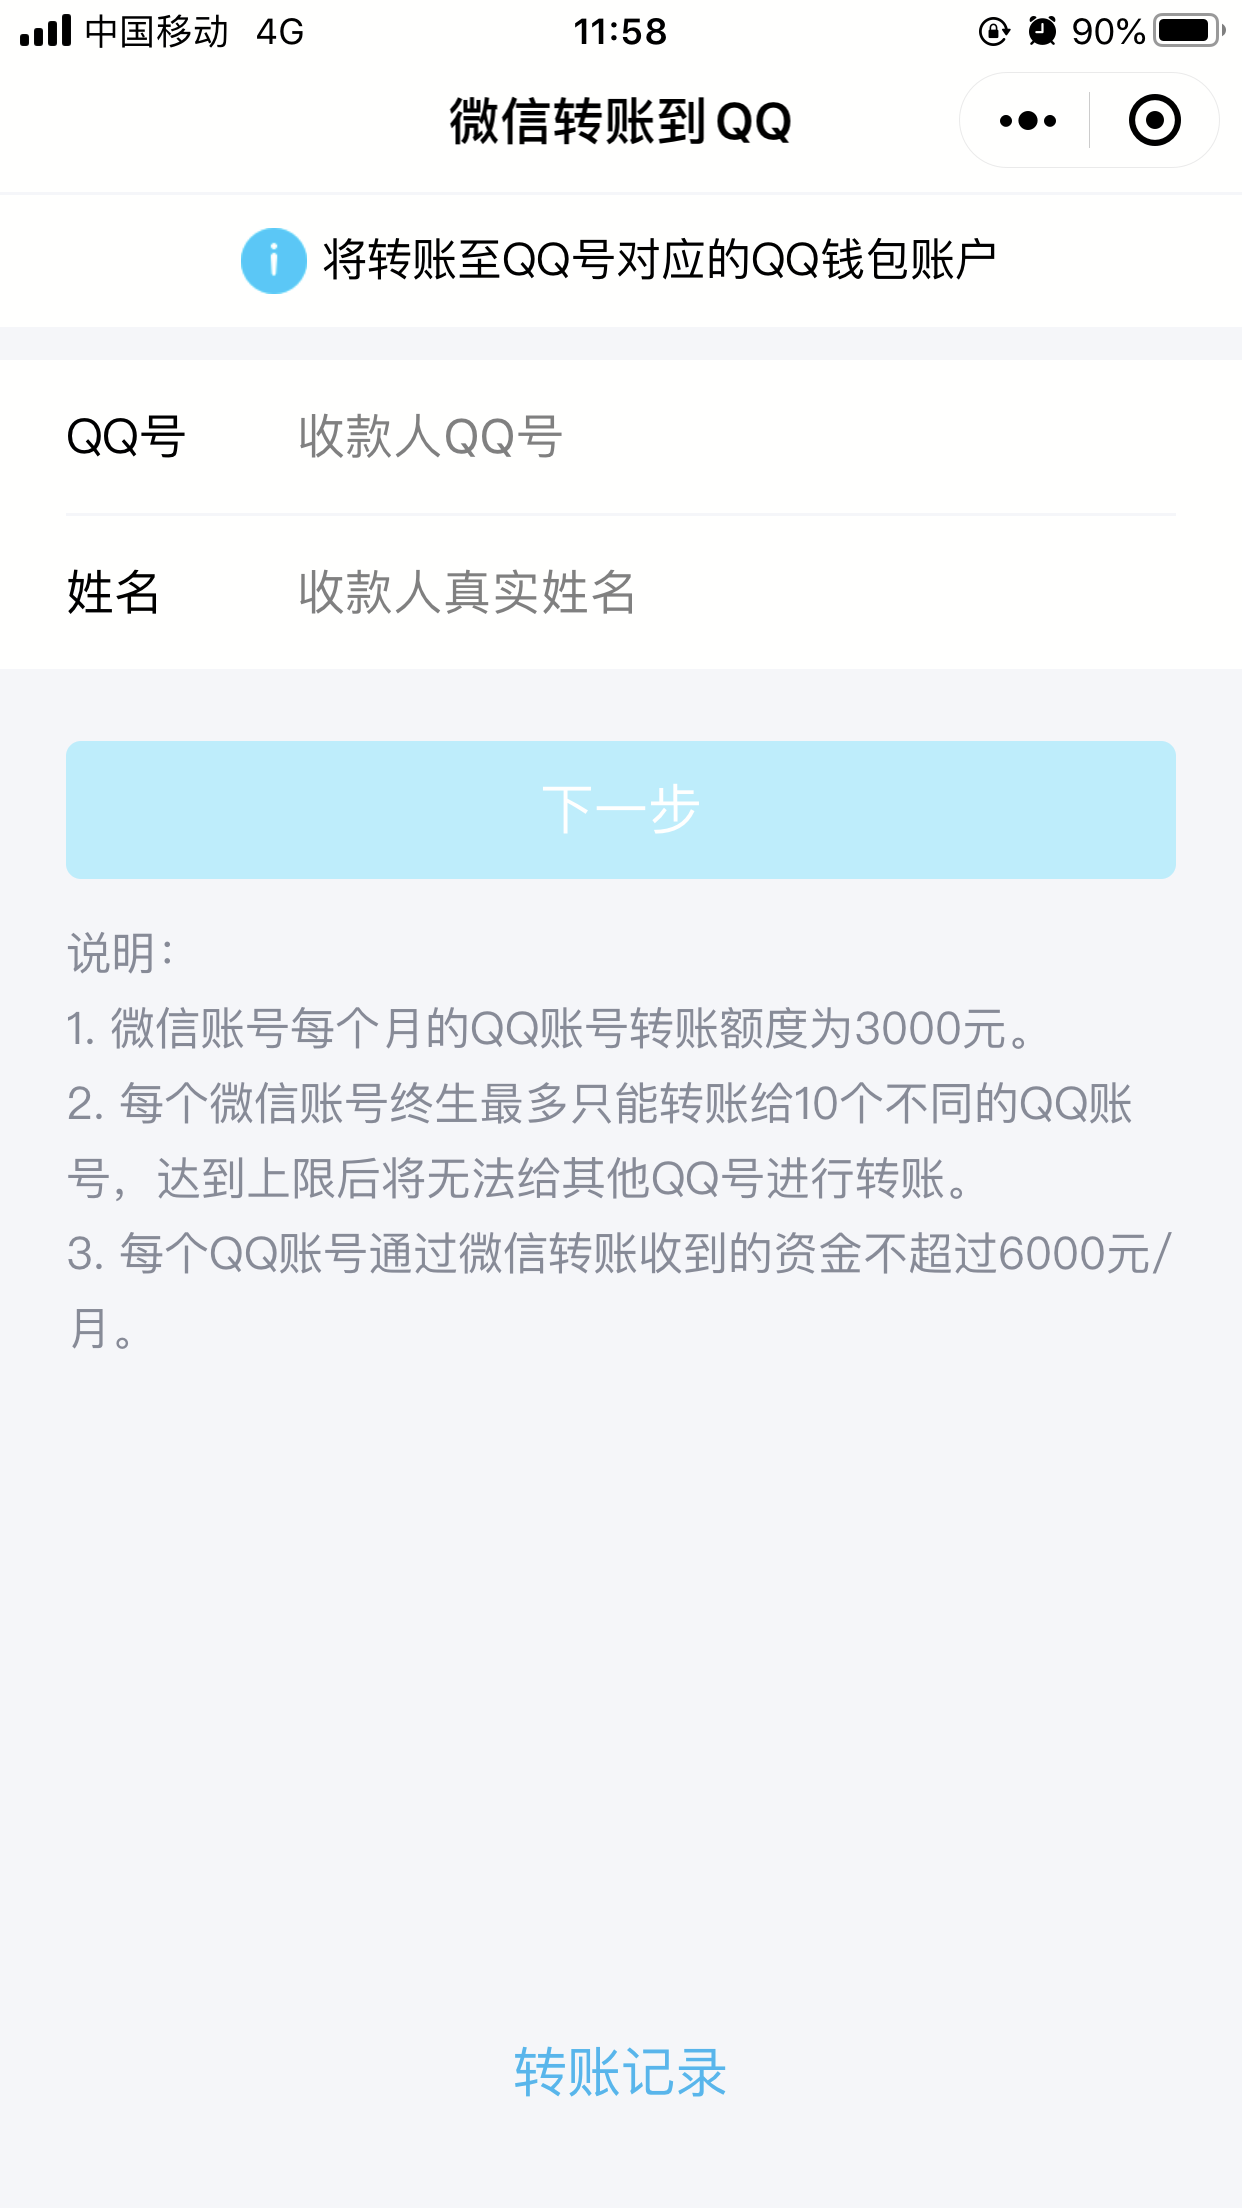 中国移动 4G 11:58 90%
微信转账到QQ
将转账至QQ号对应的QQ钱包账户
QQ号 收款人QQ号
姓名 收款人真实姓名
下一步
说明：
1. 微信账号每个月的QQ账号转账额度为3000元。
2. 每个微信账号终生最多只能转账给10个不同的QQ账
号，达到上限后将无法给其他QQ号进行转账。
3. 每个QQ账号通过微信转账收到的资金不超过6000元/
月。
转账记录